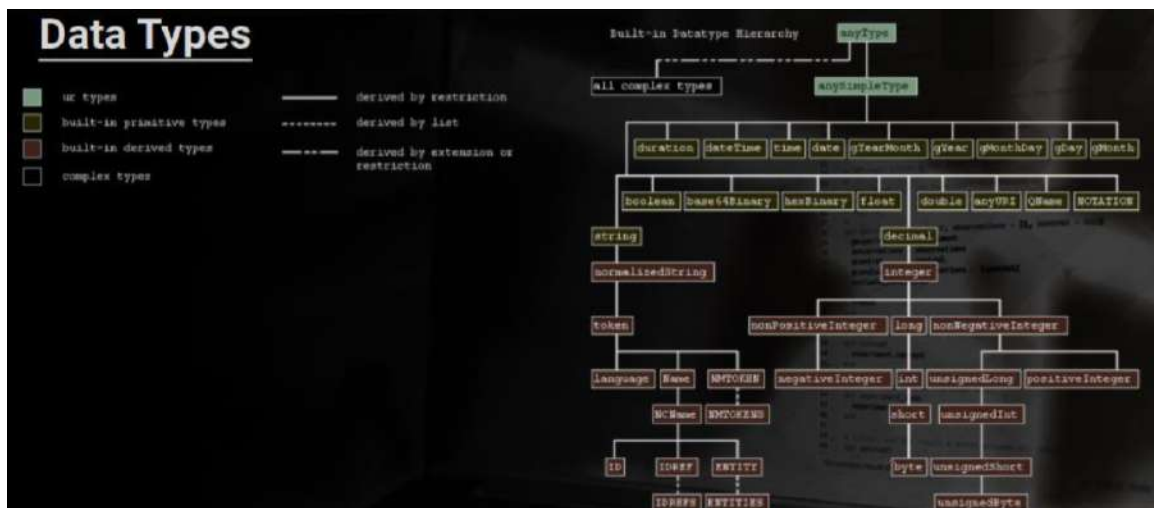 Data Types
ur types
built-in primitive types
built-in derived types
complex types
derived by restriction
derived by list
derived by extension or
restriction
Built-in Datatype Hierarchy
anyType
all complex types
anySimpleType
duration dateTime time date gYearMonth gYear gMonthDay gDay gMonth
boolean base64Binary hexBinary float double anyURI QName NOTATION
string decimal
normalizedString integer
token nonPositiveInteger long nonNegativeInteger
language Name NMTOKEN negativeInteger int unsignedLong positiveInteger
NCName NMTOKENS short unsignedInt
ID IDREF ENTITY byte unsignedShort
IDREFS ENTITIES unsignedByte